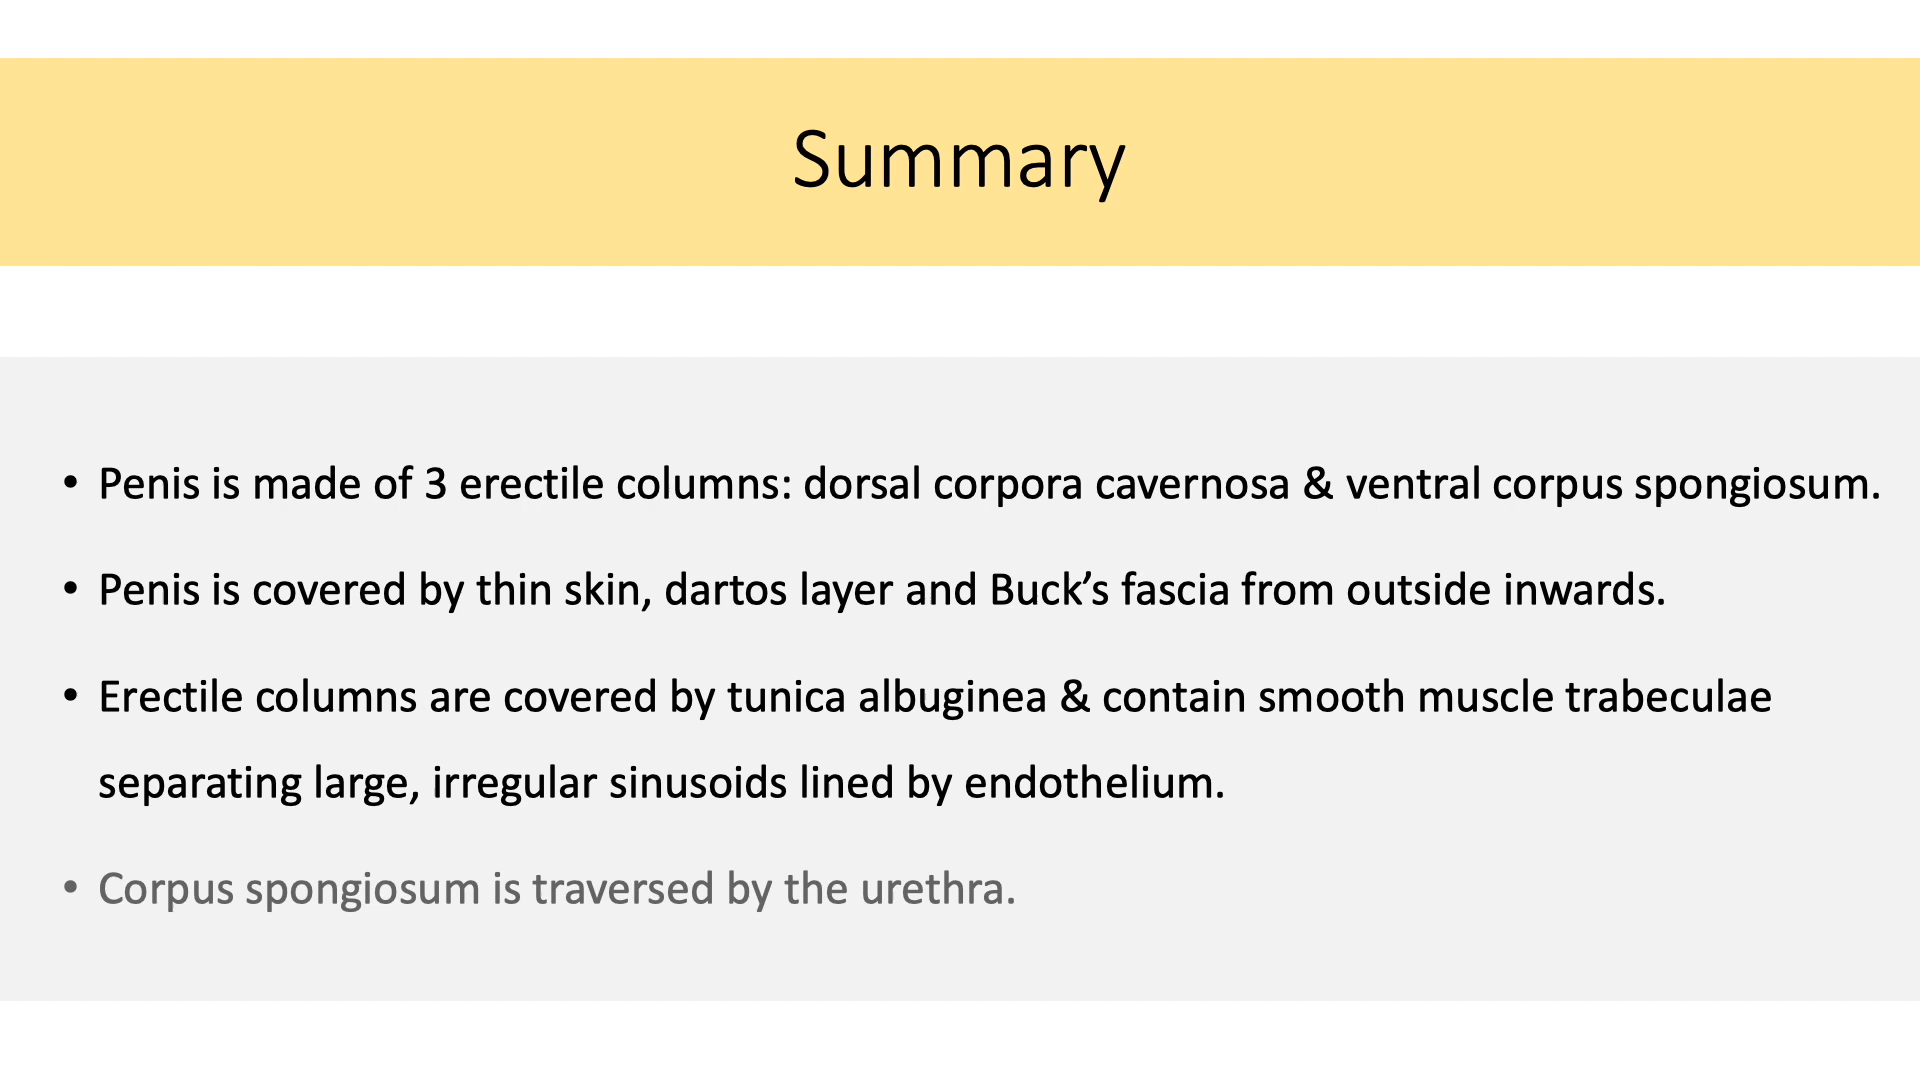 Summary
• Penis is made of 3 erectile columns: dorsal corpora cavernosa & ventral corpus spongiosum.
• Penis is covered by thin skin, dartos layer and Buck’s fascia from outside inwards.
• Erectile columns are covered by tunica albuginea & contain smooth muscle trabeculae
separating large, irregular sinusoids lined by endothelium.
• Corpus spongiosum is traversed by the urethra.